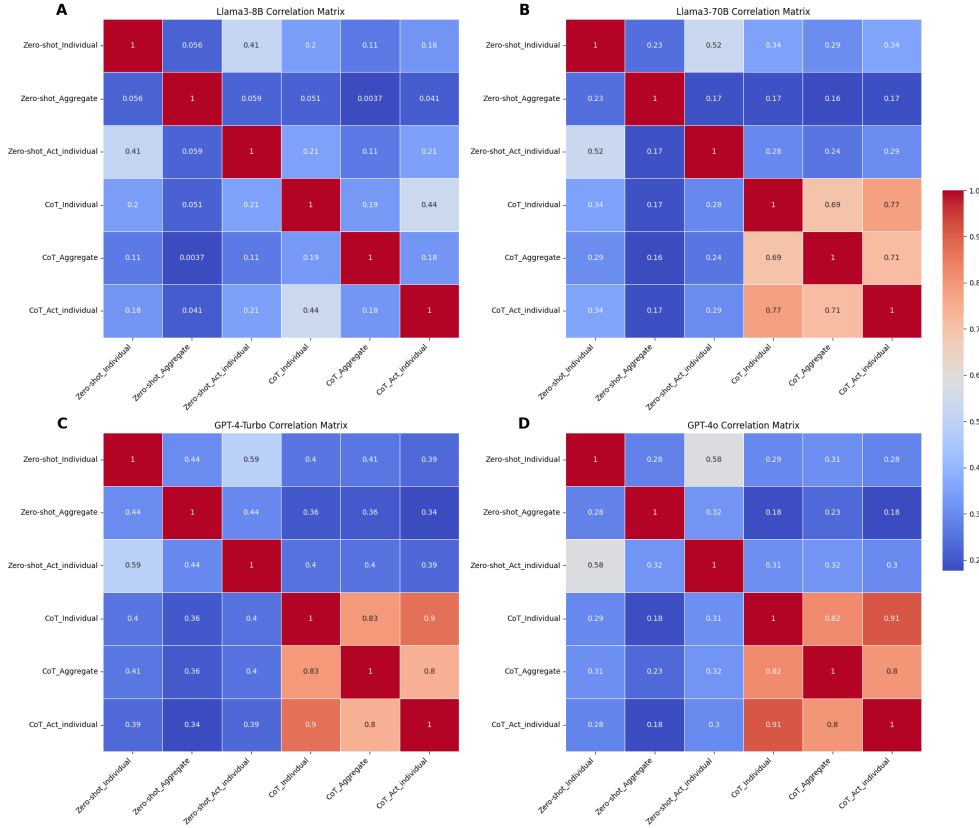 A
Llama3-8B Correlation Matrix
Zero-shot_Individual 1 0.056 0.41 0.2 0.11 0.18
Zero-shot_Aggregate 0.056 1 0.059 0.051 0.0037 0.041
Zero-shot_Act_individual 0.41 0.059 1 0.21 0.11 0.21
CoT_Individual 0.2 0.051 0.21 1 0.19 0.44
CoT_Aggregate 0.11 0.0037 0.11 0.19 1 0.18
CoT_Act_individual 0.18 0.041 0.21 0.44 0.18 1
Zero-shot_Individual
Zero-shot_Aggregate
Zero-shot_Act_individual
CoT_Individual
CoT_Aggregate
CoT_Act_individual
B
Llama3-70B Correlation Matrix
Zero-shot_Individual 1 0.23 0.52 0.34 0.29 0.34
Zero-shot_Aggregate 0.23 1 0.17 0.17 0.16 0.17
Zero-shot_Act_individual 0.52 0.17 1 0.28 0.24 0.29
CoT_Individual 0.34 0.17 0.28 1 0.69 0.77
CoT_Aggregate 0.29 0.16 0.24 0.69 1 0.71
CoT_Act_individual 0.34 0.17 0.29 0.77 0.71 1
Zero-shot_Individual
Zero-shot_Aggregate
Zero-shot_Act_individual
CoT_Individual
CoT_Aggregate
CoT_Act_individual
C
GPT-4-Turbo Correlation Matrix
Zero-shot_Individual 1 0.44 0.59 0.4 0.41 0.39
Zero-shot_Aggregate 0.44 1 0.44 0.36 0.36 0.34
Zero-shot_Act_individual 0.59 0.44 1 0.4 0.4 0.39
CoT_Individual 0.4 0.36 0.4 1 0.83 0.9
CoT_Aggregate 0.41 0.36 0.4 0.83 1 0.8
CoT_Act_individual 0.39 0.34 0.39 0.9 0.8 1
Zero-shot_Individual
Zero-shot_Aggregate
Zero-shot_Act_individual
CoT_Individual
CoT_Aggregate
CoT_Act_individual
D
GPT-4o Correlation Matrix
Zero-shot_Individual 1 0.28 0.58 0.29 0.31 0.28
Zero-shot_Aggregate 0.28 1 0.32 0.18 0.23 0.18
Zero-shot_Act_individual 0.58 0.32 1 0.31 0.32 0.3
CoT_Individual 0.29 0.18 0.31 1 0.82 0.91
CoT_Aggregate 0.31 0.23 0.32 0.82 1 0.8
CoT_Act_individual 0.28 0.18 0.3 0.91 0.8 1
Zero-shot_Individual
Zero-shot_Aggregate
Zero-shot_Act_individual
CoT_Individual
CoT_Aggregate
CoT_Act_individual
1.0